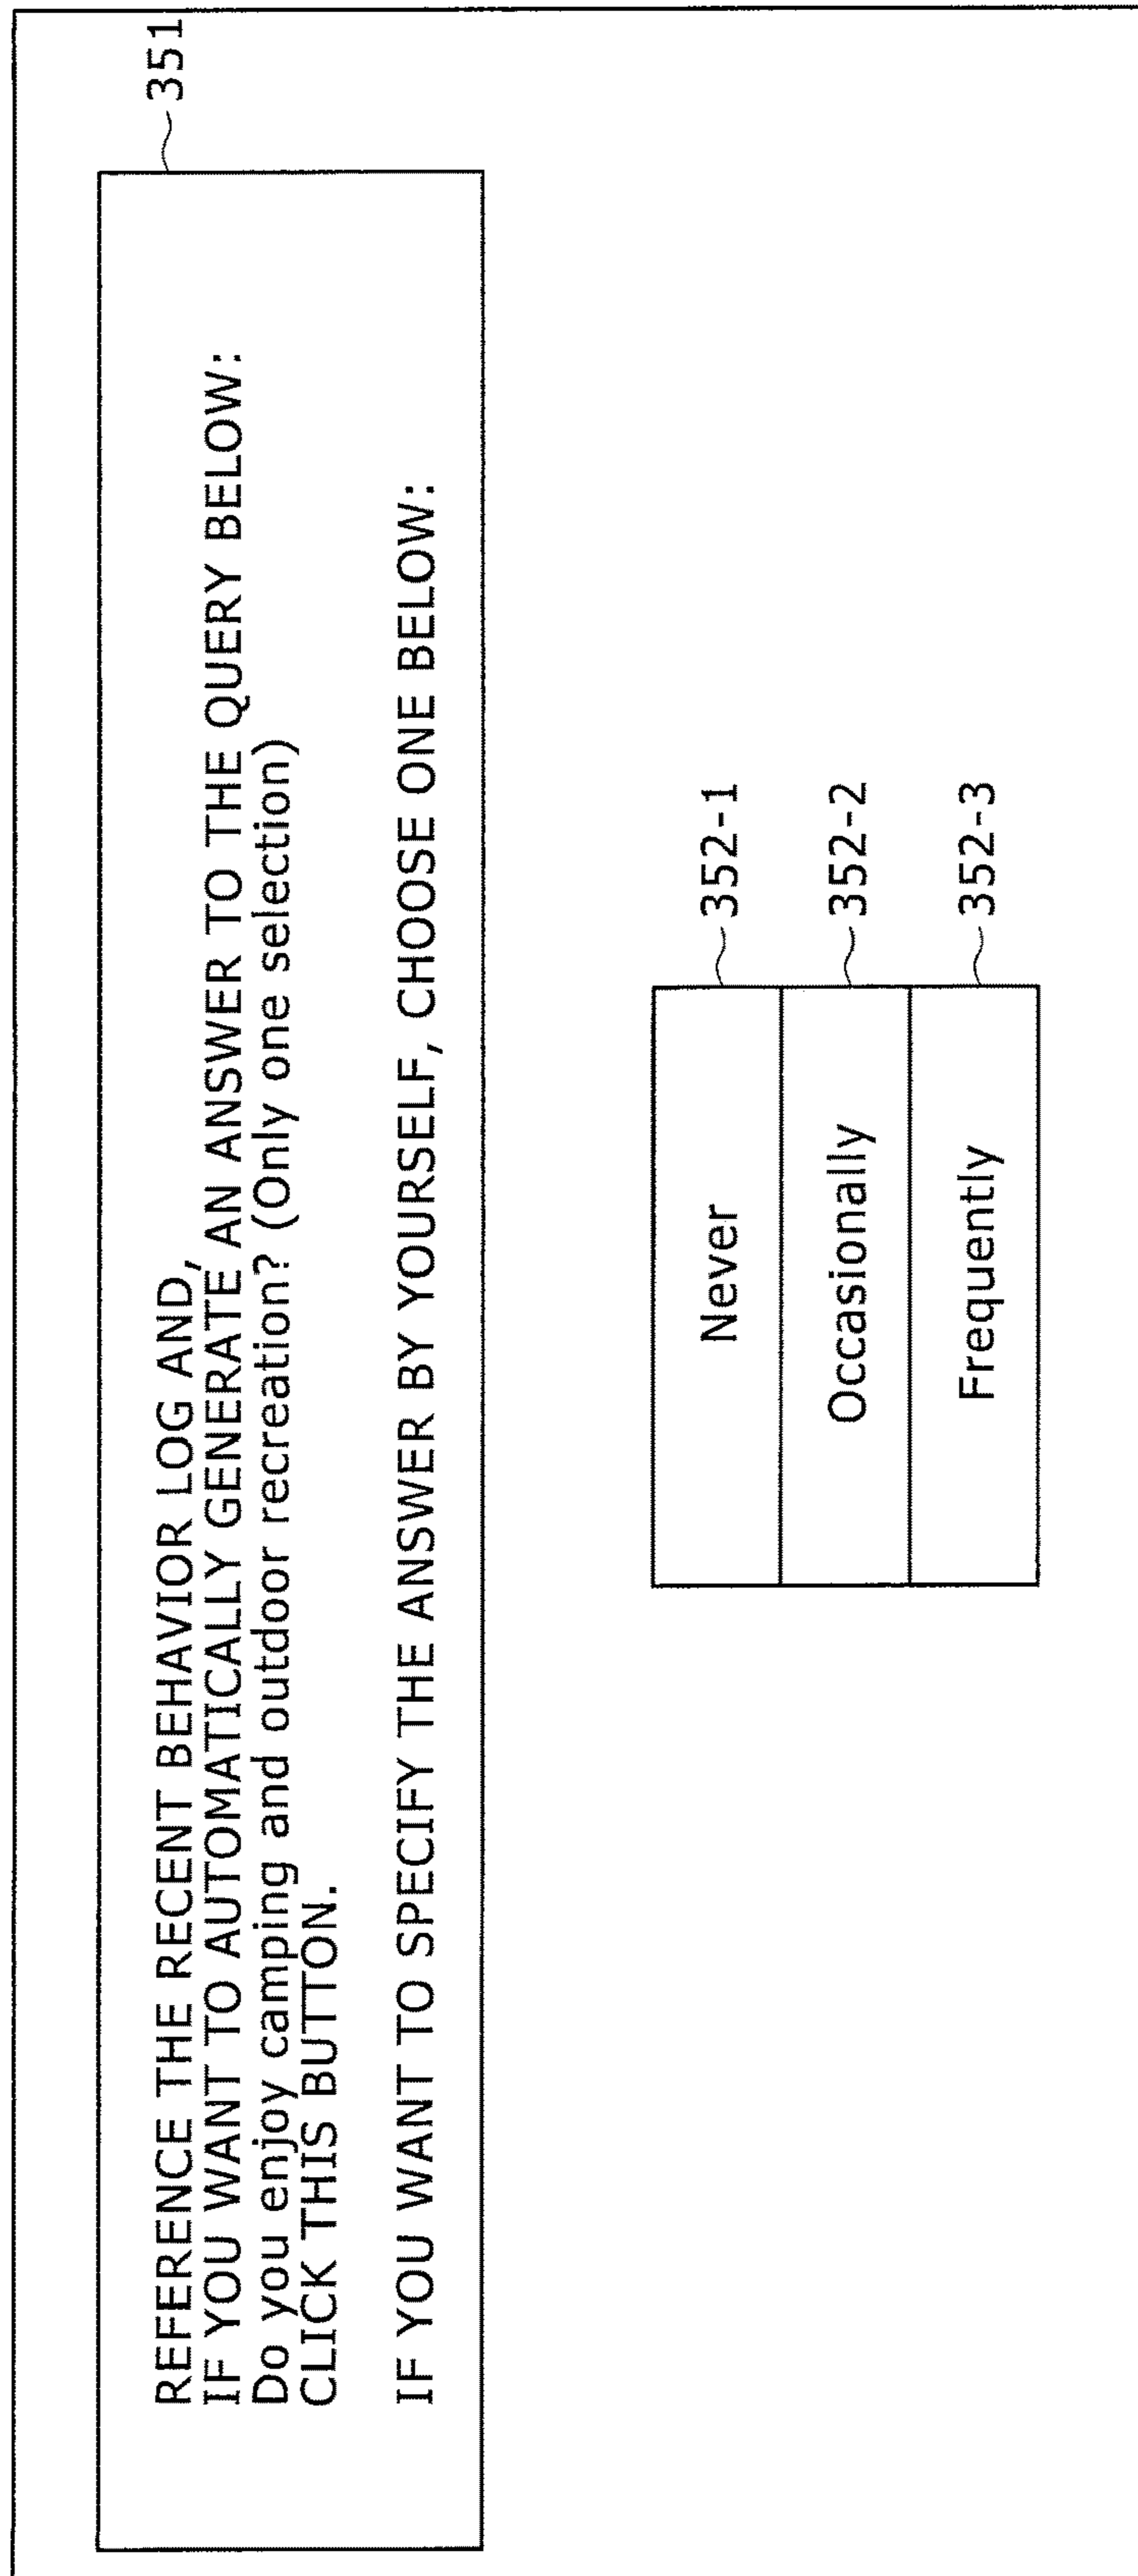 REFERENCE THE RECENT BEHAVIOR LOG AND,
IF YOU WANT TO AUTOMATICALLY GENERATE AN ANSWER TO THE QUERY BELOW:
Do you enjoy camping and outdoor recreation? (Only one selection)
CLICK THIS BUTTON.
IF YOU WANT TO SPECIFY THE ANSWER BY YOURSELF, CHOOSE ONE BELOW:
351
Never 352-1
Occasionally 352-2
Frequently 352-3